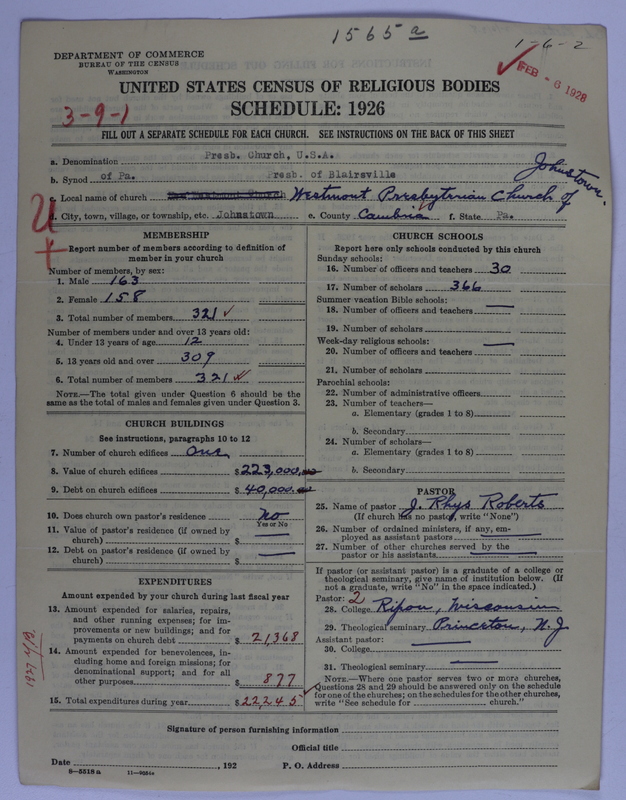 1565 a
1-6-2
DEPARTMENT OF COMMERCE
BUREAU OF THE CENSUS
WASHINGTON
FEB - 6 1928
UNITED STATES CENSUS OF RELIGIOUS BODIES
SCHEDULE: 1926
3-9-1
FILL OUT A SEPARATE SCHEDULE FOR EACH CHURCH. SEE INSTRUCTIONS ON THE BACK OF THIS SHEET
a. Denomination Presb. Church, U.S.A.
b. Synod of Pa. Presb. of Blairsville
c. Local name of church Westmont Presbyterian Church of Johnstown.
d. City, town, village, or township, etc. Johnstown e. County Cambria f. State Pa.
MEMBERSHIP
Report number of members according to definition of
member in your church
Number of members, by sex:
1. Male 163
2. Female 158
3. Total number of members 321 ✓
Number of members under and over 13 years old:
4. Under 13 years of age 12
5. 13 years old and over 309
6. Total number of members 321 ✓
NOTE.—The total given under Question 6 should be
same as the total of males and females given under Question 3.
CHURCH BUILDINGS
See instructions, paragraphs 10 to 12
7. Number of church edifices One
8. Value of church edifices $ 223,000.00
9. Debt on church edifices $ 40,000.00
10. Does church own pastor's residence No
Yes or No
11. Value of pastor's residence (if owned by
church) $ —
12. Debt on pastor's residence (if owned by
church) $ —
EXPENDITURES
Amount expended by your church during last fiscal year
13. Amount expended for salaries, repairs,
and other running expenses; for im-
provements or new buildings; and for
payments on church debt $ 21,368
14. Amount expended for benevolences, in-
cluding home and foreign missions; for
denominational support; and for all
other purposes $ 877
15. Total expenditures during year $ 22,245 ✓
CHURCH SCHOOLS
Report here only schools conducted by this church
Sunday schools:
16. Number of officers and teachers 30
17. Number of scholars 366
Summer vacation Bible schools:
18. Number of officers and teachers —
19. Number of scholars
Week-day religious schools: —
20. Number of officers and teachers
21. Number of scholars
Parochial schools:
22. Number of administrative officers
23. Number of teachers—
a. Elementary (grades 1 to 8)
b. Secondary
24. Number of scholars—
a. Elementary (grades 1 to 8)
b. Secondary
PASTOR
25. Name of pastor J. Rhys Roberts
(If church has no pastor, write "None")
26. Number of ordained ministers, if any, em-
ployed as assistant pastors —
27. Number of other churches served by the
pastor or his assistants —
If pastor (or assistant pastor) is a graduate of a college or
theological seminary, give name of institution below. (If
not a graduate, write "No" in the space indicated.)
Pastor: 2
28. College Ripon, Wisconsin
29. Theological seminary Princeton, N.J
Assistant pastor: —
30. College
31. Theological seminary —
NOTE.—Where one pastor serves two or more churches,
Questions 28 and 29 should be answered only on the schedule
for one of the churches; on the schedules for the other churches,
write "See schedule for church."
Signature of person furnishing information
Official title
Date , 192 P. O. Address
8—5518 a